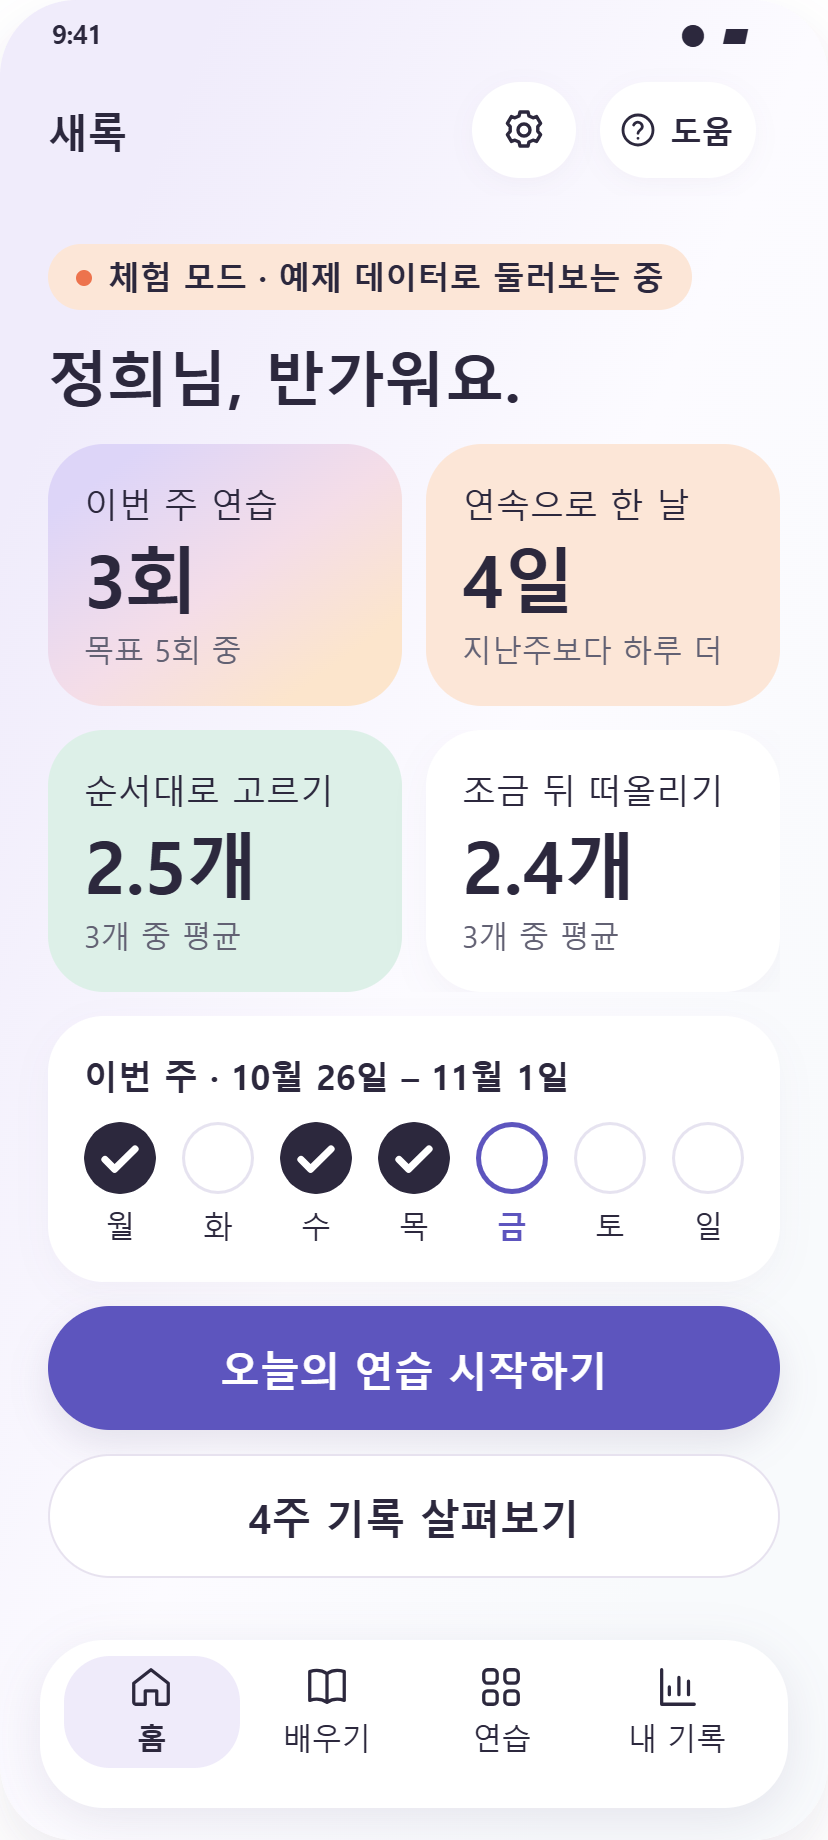 9:41
새록
도움
체험 모드 · 예제 데이터로 둘러보는 중
정희님, 반가워요.
이번 주 연습
3회
목표 5회 중
연속으로 한 날
4일
지난주보다 하루 더
순서대로 고르기
2.5개
3개 중 평균
조금 뒤 떠올리기
2.4개
3개 중 평균
이번 주 · 10월 26일 – 11월 1일
월 화 수 목 금 토 일
오늘의 연습 시작하기
4주 기록 살펴보기
홈 배우기 연습 내 기록